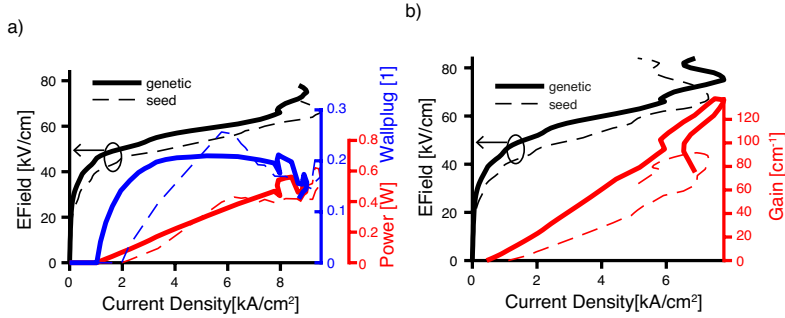 a)
EField [kV/cm]
80
60
40
20
0
genetic
seed
0
2
4
6
8
Current Density[kA/cm²]
0.8
0.6
0.4
0.2
0
Power [W]
0.3
0.2
0.1
0
Wallplug [1]
b)
EField [kV/cm]
80
60
40
20
0
genetic
seed
0
2
4
6
Current Density[kA/cm²]
120
100
80
60
40
20
0
Gain [cm⁻¹]